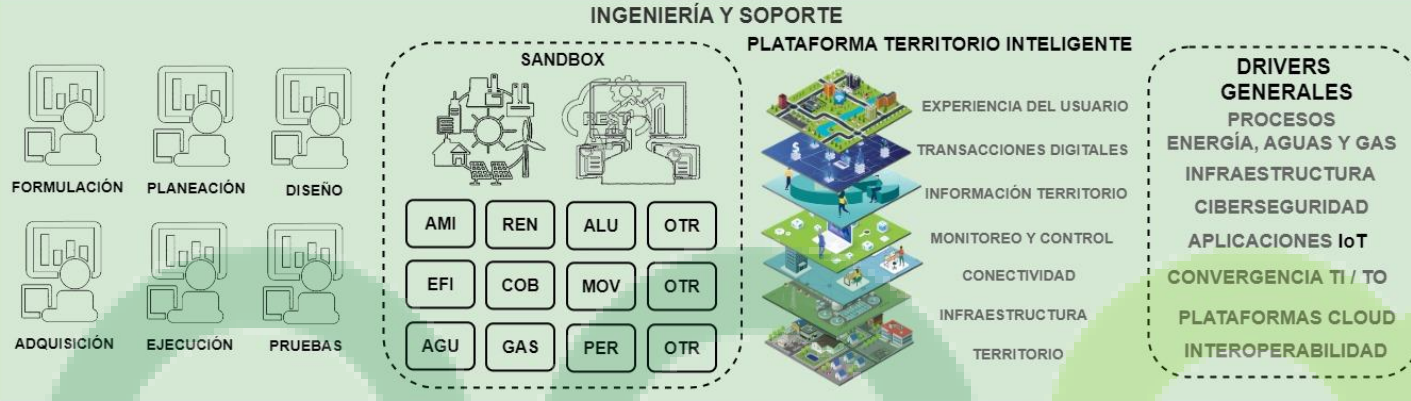 INGENIERÍA Y SOPORTE
FORMULACIÓN
PLANEACIÓN
DISEÑO
ADQUISICIÓN
EJECUCIÓN
PRUEBAS
SANDBOX
REST
AMI
REN
ALU
OTR
EFI
COB
MOV
OTR
AGU
GAS
PER
OTR
PLATAFORMA TERRITORIO INTELIGENTE
EXPERIENCIA DEL USUARIO
TRANSACCIONES DIGITALES
INFORMACIÓN TERRITORIO
MONITOREO Y CONTROL
CONECTIVIDAD
INFRAESTRUCTURA
TERRITORIO
DRIVERS
GENERALES
PROCESOS
ENERGÍA, AGUAS Y GAS
INFRAESTRUCTURA
CIBERSEGURIDAD
APLICACIONES IoT
CONVERGENCIA TI / TO
PLATAFORMAS CLOUD
INTEROPERABILIDAD